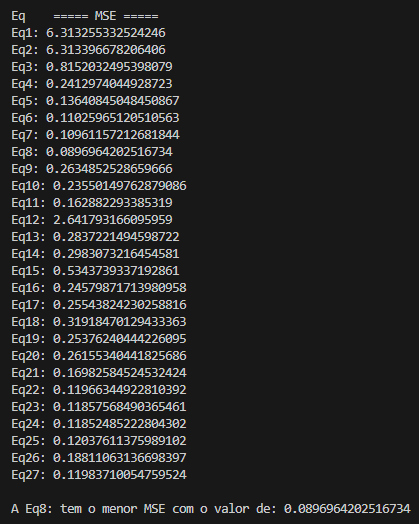 Eq    ===== MSE =====
Eq1: 6.313255332524246
Eq2: 6.313396678206406
Eq3: 0.8152032495398079
Eq4: 0.2412974044928723
Eq5: 0.13640845048450867
Eq6: 0.11025965120510563
Eq7: 0.10961157212681844
Eq8: 0.0896964202516734
Eq9: 0.2634852528659666
Eq10: 0.23550149762879086
Eq11: 0.162882293385319
Eq12: 2.641793166095959
Eq13: 0.2837221494598722
Eq14: 0.2983073216454581
Eq15: 0.5343739337192861
Eq16: 0.24579871713980958
Eq17: 0.25543824230258816
Eq18: 0.31918470129433363
Eq19: 0.25376240444226095
Eq20: 0.26155340441825686
Eq21: 0.16982584524532424
Eq22: 0.11966344922810392
Eq23: 0.11857568490365461
Eq24: 0.11852485222804302
Eq25: 0.12037611375989102
Eq26: 0.18811063136698397
Eq27: 0.11983710054759524
A Eq8: tem o menor MSE com o valor de: 0.0896964202516734